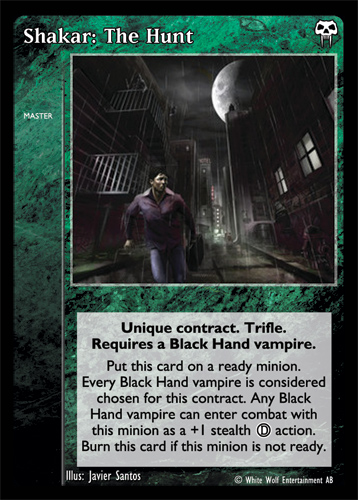 Shakar: The Hunt
MASTER
Unique contract. Trifle.
Requires a Black Hand vampire.
Put this card on a ready minion.
Every Black Hand vampire is considered
chosen for this contract. Any Black
Hand vampire can enter combat with
this minion as a +1 stealth Ⓓ action.
Burn this card if this minion is not ready.
Illus: Javier Santos
© White Wolf Entertainment AB